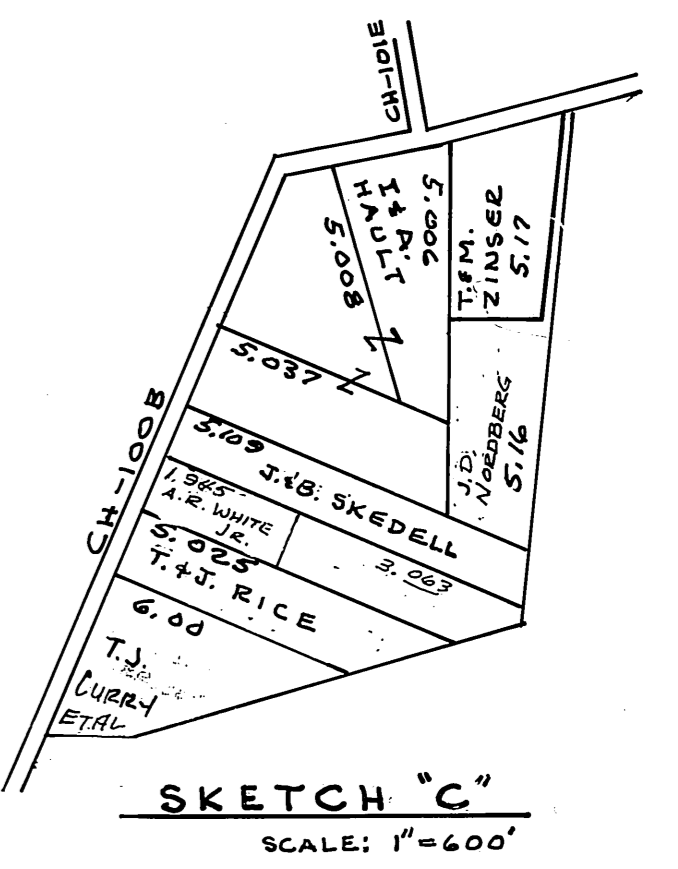 CH-101E
5.006
I & A.
HAULT
5.008
T. & M.
ZINSER
5.17
5.037
J.D.
NORDBERG
5.16
CH-100B
5.109
J. & B. SKEDELL
1.945
A.R. WHITE
JR.
3.063
5.025
T. & J. RICE
6.00
T.J.
CURRY
ETAL
SKETCH "C"
SCALE: 1"=600'